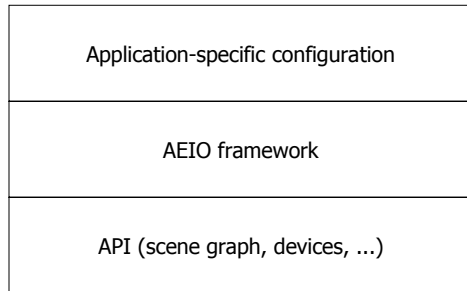 Application-specific configuration
AEIO framework
API (scene graph, devices, ...)